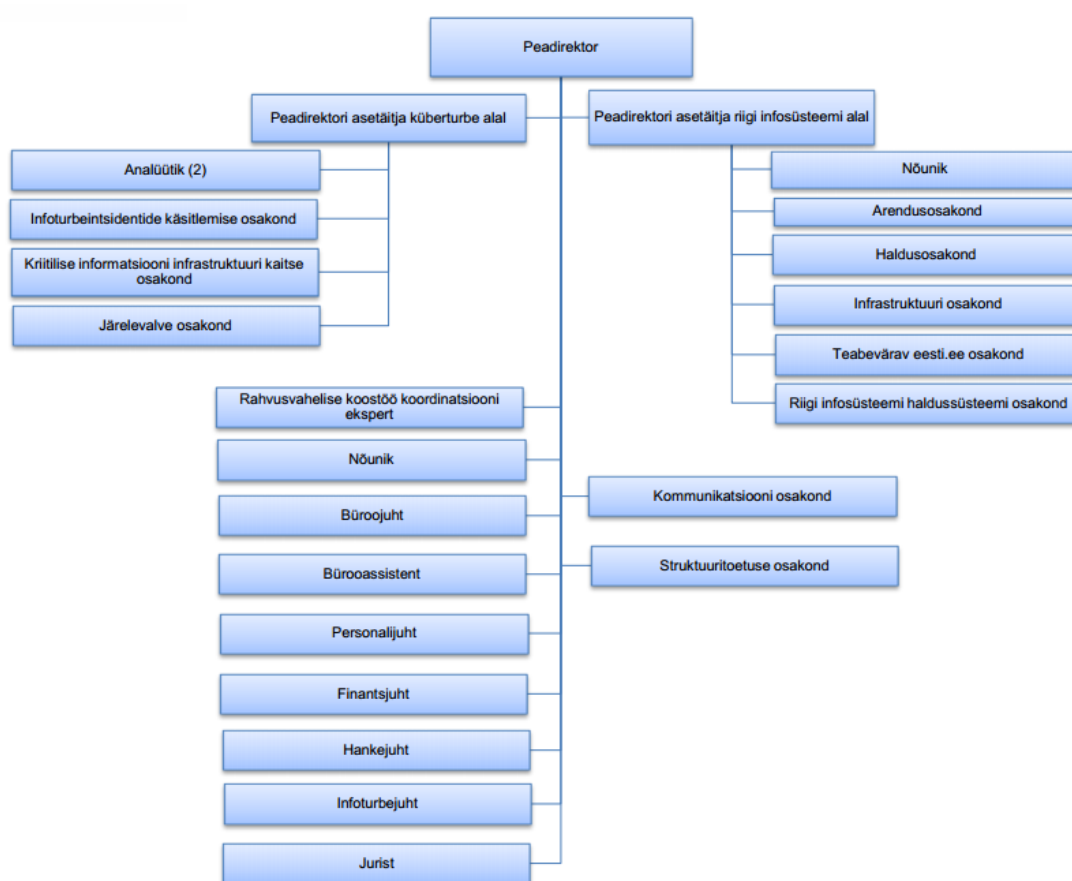 Peadirektor
Peadirektori asetäitja küberturbe alal
Peadirektori asetäitja riigi infosüsteemi alal
Analüütik (2)
Infoturbeintsidentide käsitlemise osakond
Kriitilise informatsiooni infrastruktuuri kaitse
osakond
Järelevalve osakond
Nõunik
Arendusosakond
Haldusosakond
Infrastruktuuri osakond
Teabevärav eesti.ee osakond
Riigi infosüsteemi haldussüsteemi osakond
Rahvusvahelise koostöö koordinatsiooni
ekspert
Nõunik
Büroojuht
Bürooassistent
Personalijuht
Finantsjuht
Hankejuht
Infoturbejuht
Jurist
Kommunikatsiooni osakond
Struktuuritoetuse osakond